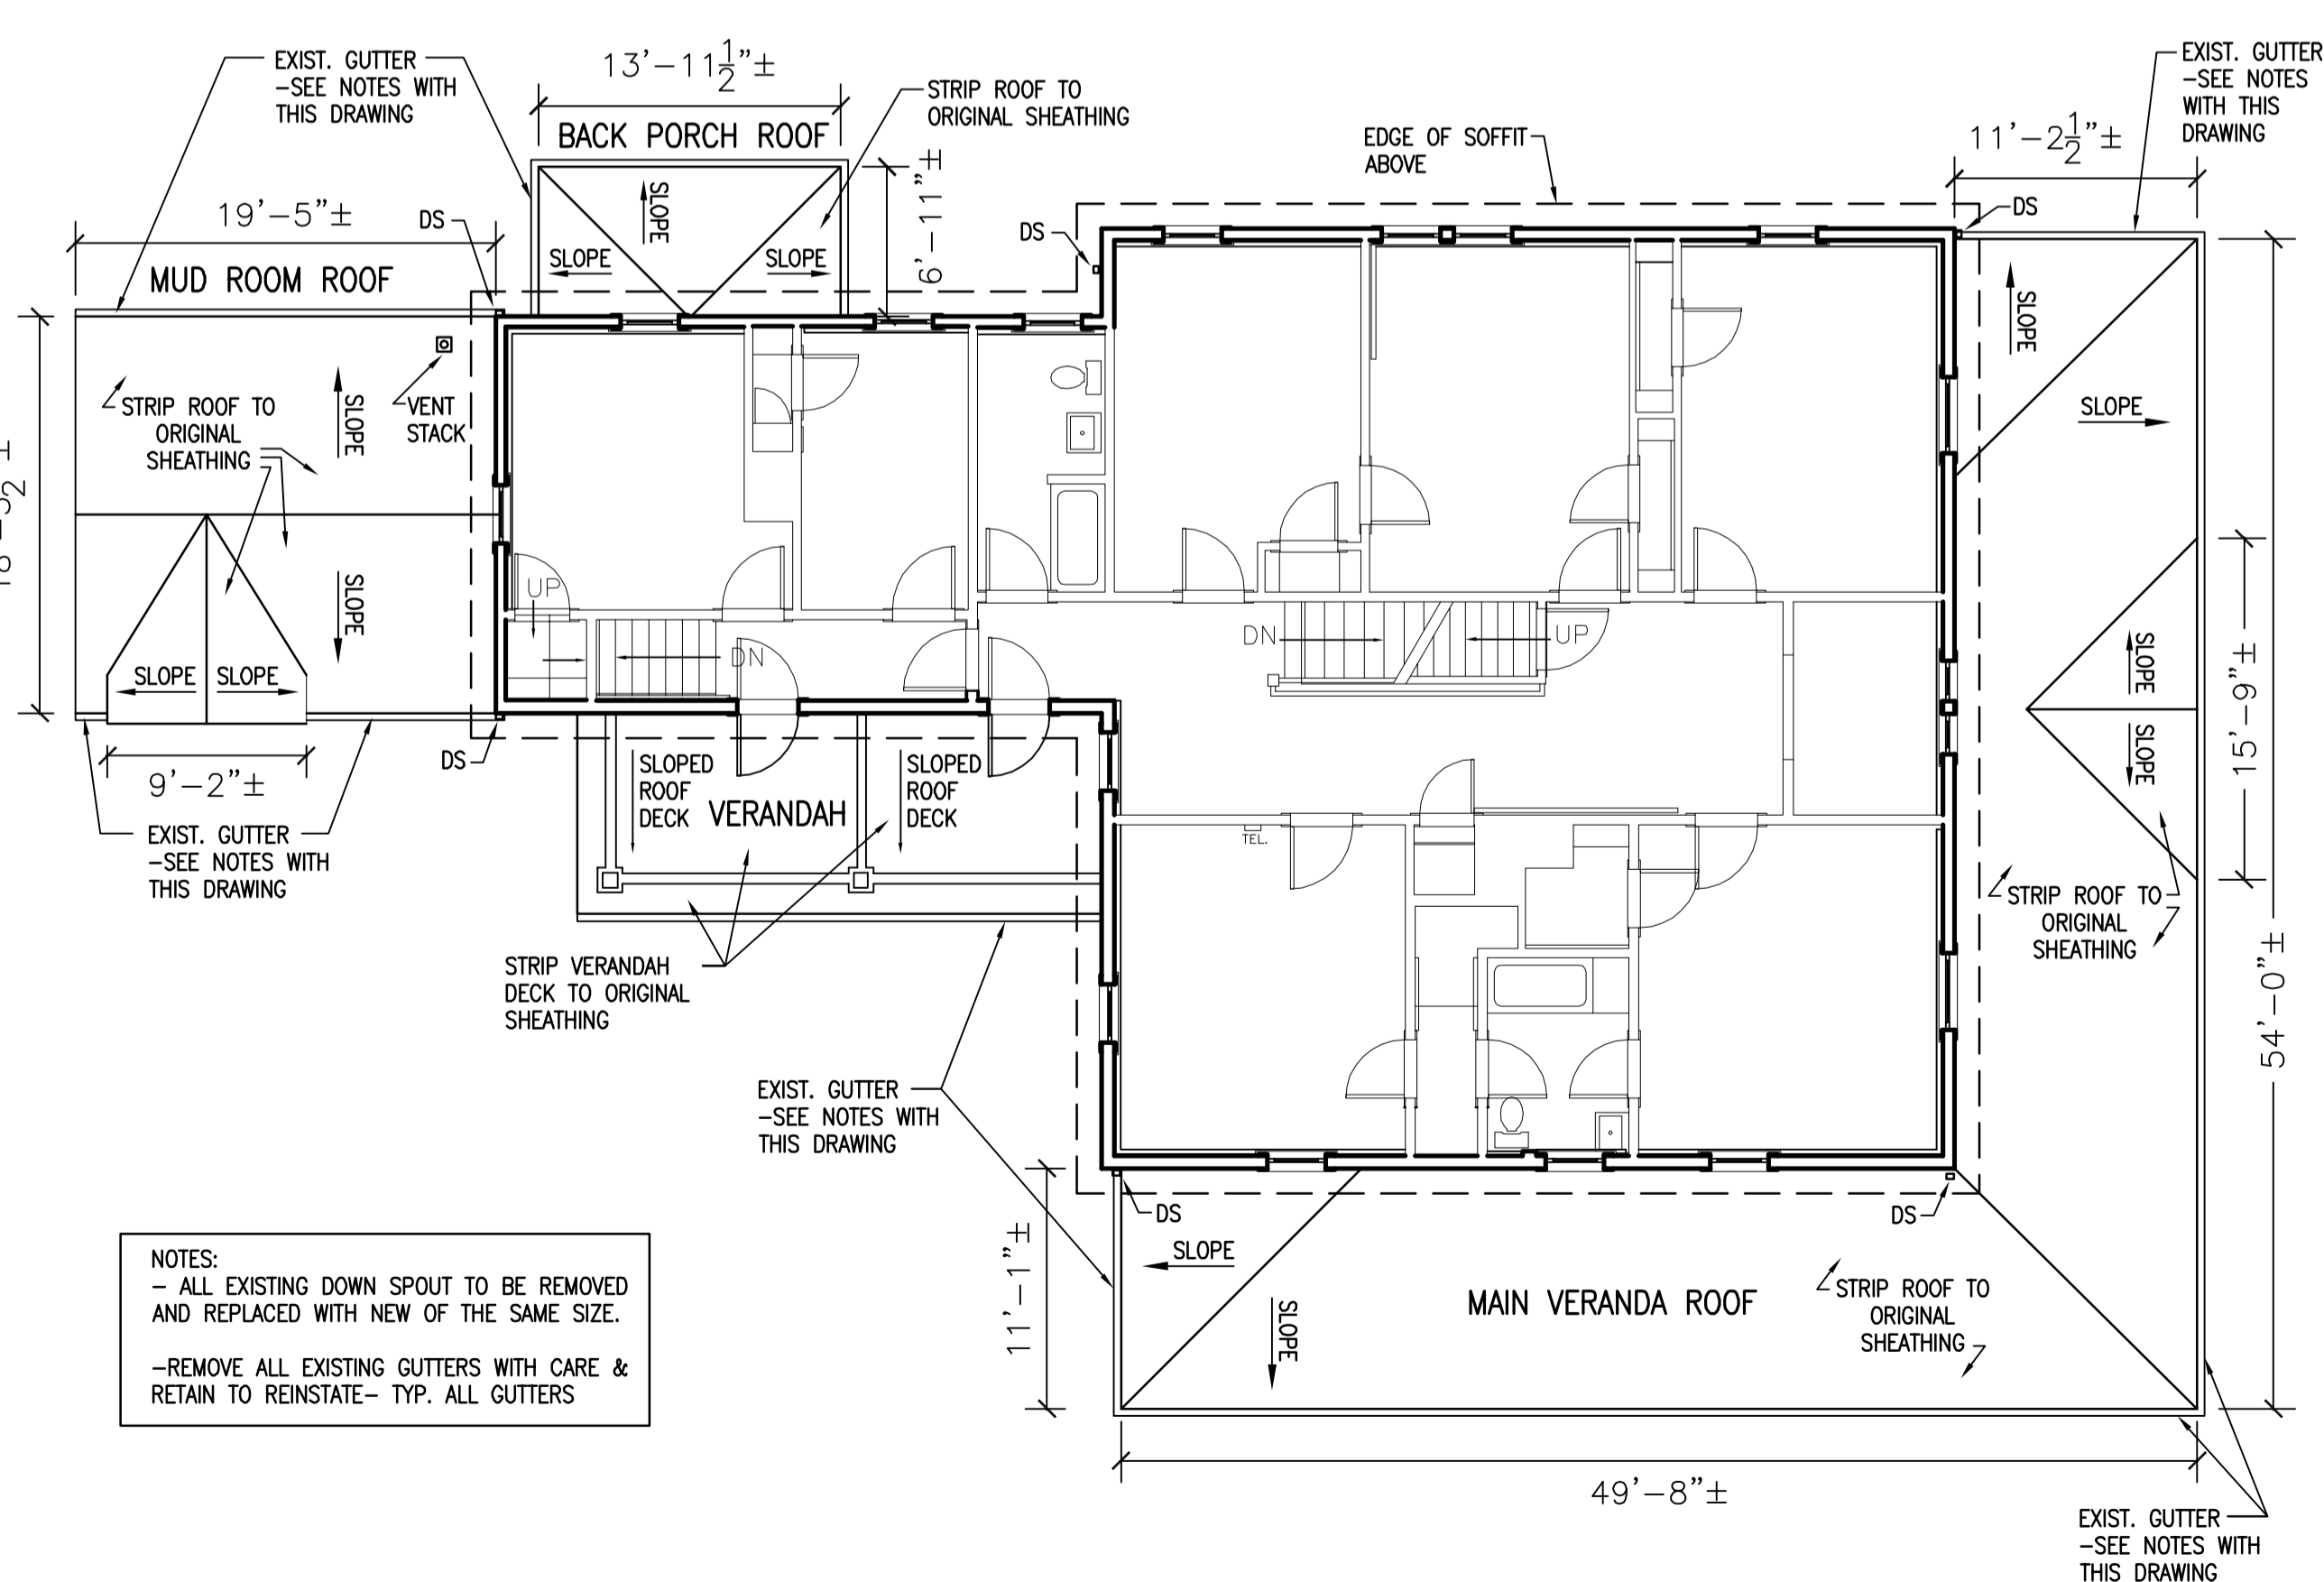 EXIST. GUTTER
-SEE NOTES WITH
THIS DRAWING
13'-11 1/2"±
BACK PORCH ROOF
STRIP ROOF TO
ORIGINAL SHEATHING
6'-11"±
SLOPE
SLOPE
SLOPE
EDGE OF SOFFIT
ABOVE
11'-2 1/2"±
EXIST. GUTTER
-SEE NOTES
WITH THIS
DRAWING
19'-5"±
DS
DS
DS
MUD ROOM ROOF
STRIP ROOF TO
ORIGINAL
SHEATHING
SLOPE
VENT
STACK
SLOPE
SLOPE
SLOPE
9'-2"±
DS
EXIST. GUTTER
-SEE NOTES WITH
THIS DRAWING
UP
DN
DN
UP
TEL.
SLOPED
ROOF
DECK
VERANDAH
SLOPED
ROOF
DECK
STRIP VERANDAH
DECK TO ORIGINAL
SHEATHING
EXIST. GUTTER
-SEE NOTES WITH
THIS DRAWING
SLOPE
SLOPE
SLOPE
SLOPE
15'-9"±
STRIP ROOF TO
ORIGINAL
SHEATHING
54'-0"±
DS
DS
SLOPE
SLOPE
11'-1"±
MAIN VERANDA ROOF
STRIP ROOF TO
ORIGINAL
SHEATHING
49'-8"±
EXIST. GUTTER
-SEE NOTES WITH
THIS DRAWING
NOTES:
- ALL EXISTING DOWN SPOUT TO BE REMOVED
AND REPLACED WITH NEW OF THE SAME SIZE.
-REMOVE ALL EXISTING GUTTERS WITH CARE &
RETAIN TO REINSTATE- TYP. ALL GUTTERS